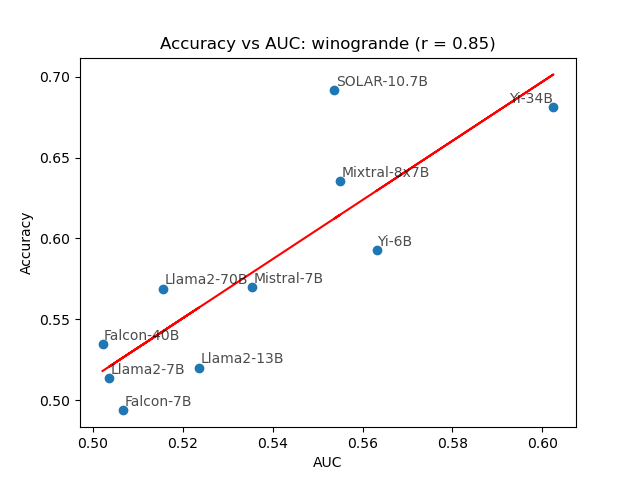 Accuracy vs AUC: winogrande (r = 0.85)
0.70
0.65
0.60
0.55
0.50
Accuracy
SOLAR-10.7B
Yi-34B
Mixtral-8x7B
Yi-6B
Llama2-70B
Mistral-7B
Falcon-40B
Llama2-13B
Llama2-7B
Falcon-7B
0.50 0.52 0.54 0.56 0.58 0.60
AUC